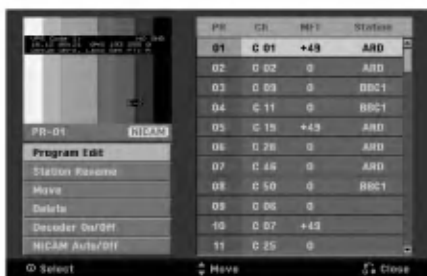 PR-01 NICAM
Program Edit
Station Rename
Move
Delete
Decoder On/Off
NICAM Auto/Off
PR CH MFT Station
01 C 01 +49 ARD
02 C 02 0 ARD
03 C 09 0 BBC1
04 C 11 0 BBC1
05 C 15 +49 ARD
06 C 26 0 ARD
07 C 46 0 ARD
08 C 50 0 BBC1
09 C 06 0
10 C 07 +49
11 C 25 0
Select Move Close